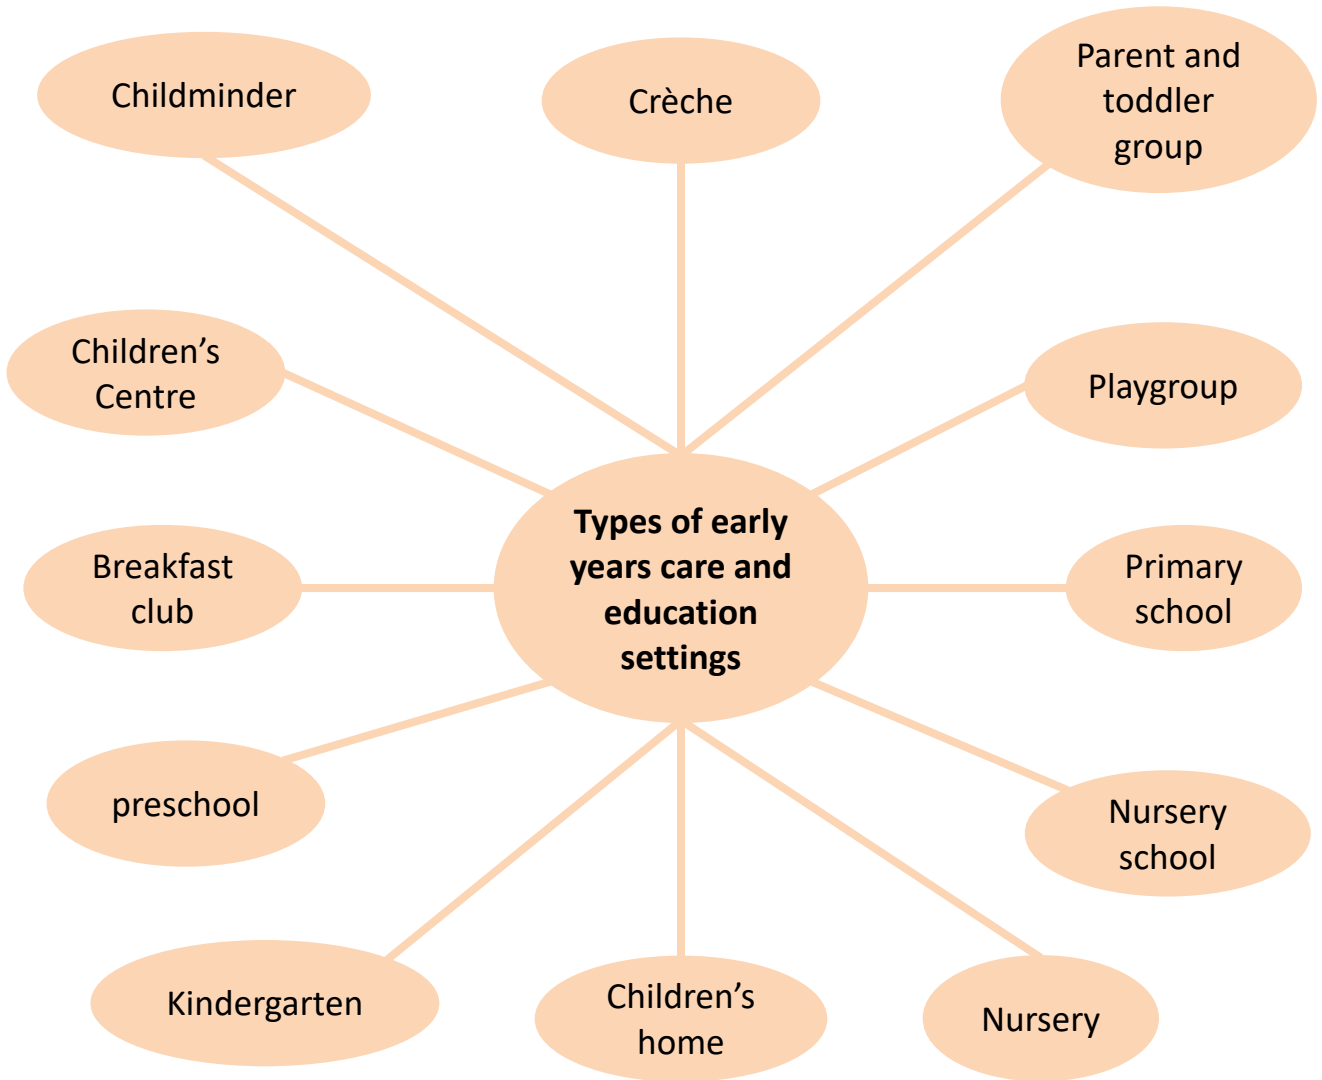 Childminder
Crèche
Parent and
toddler
group
Children’s
Centre
Playgroup
Types of early
years care and
education
settings
Breakfast
club
Primary
school
preschool
Nursery
school
Kindergarten
Children’s
home
Nursery